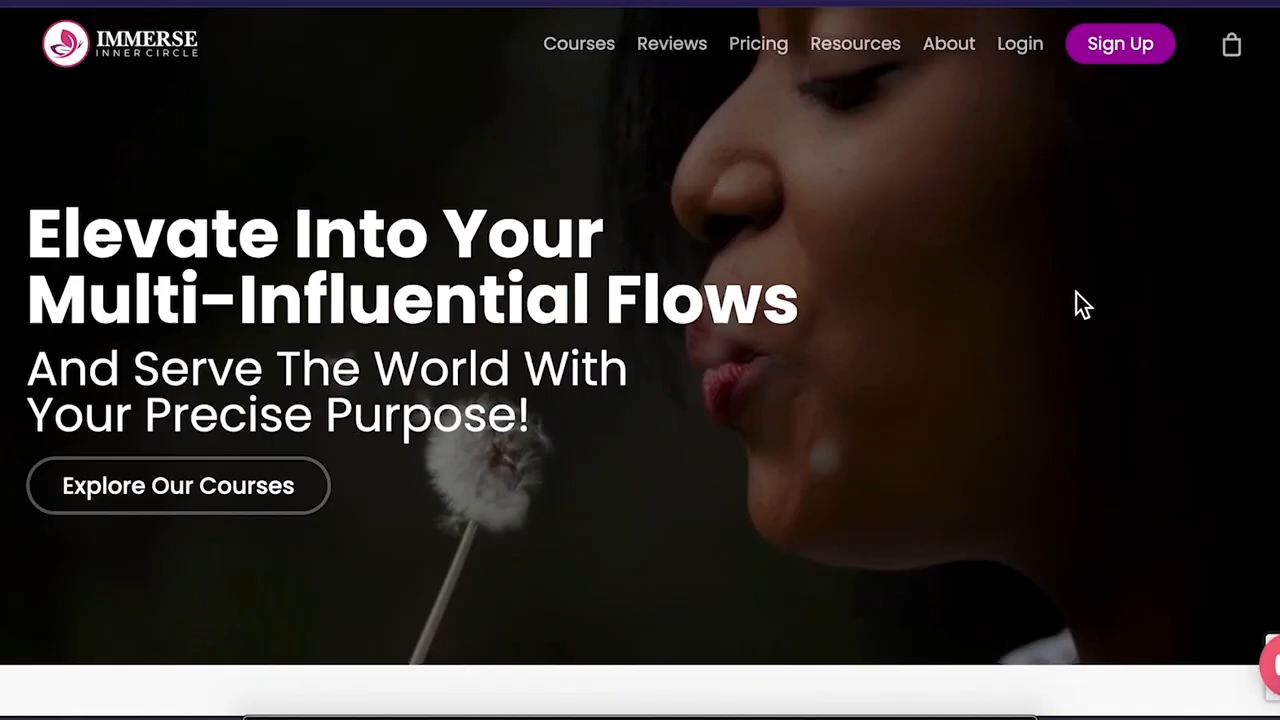 IMMERSE
INNER CIRCLE
Courses Reviews Pricing Resources About Login Sign Up
Elevate Into Your
Multi-Influential Flows
And Serve The World With
Your Precise Purpose!
Explore Our Courses